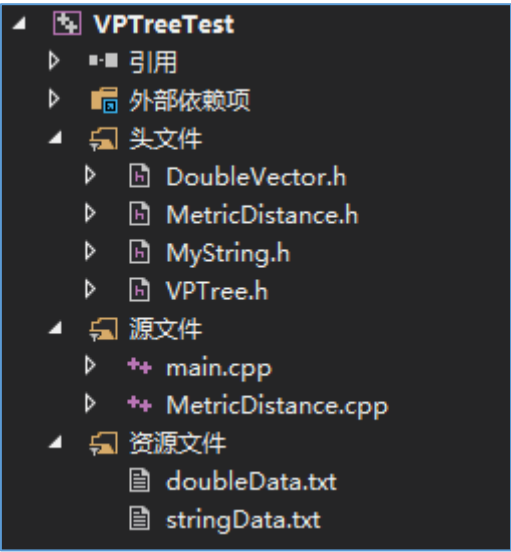 VPTreeTest
引用
外部依赖项
头文件
DoubleVector.h
MetricDistance.h
MyString.h
VPTree.h
源文件
main.cpp
MetricDistance.cpp
资源文件
doubleData.txt
stringData.txt